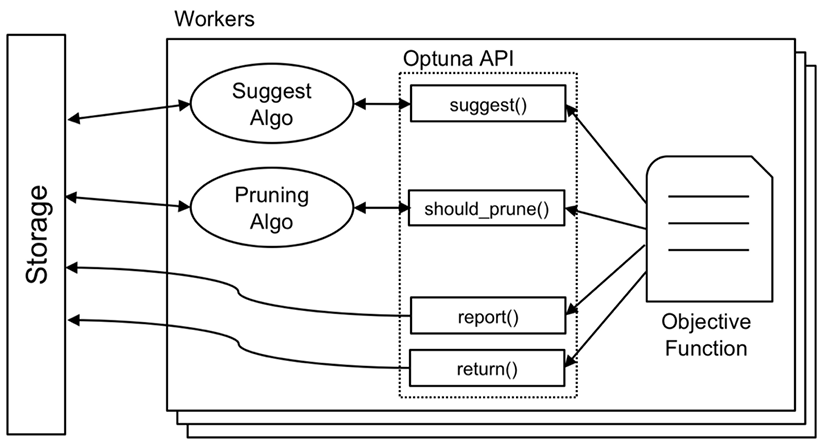 Workers
Optuna API
Suggest
Algo
suggest()
Pruning
Algo
should_prune()
Storage
report()
return()
Objective
Function